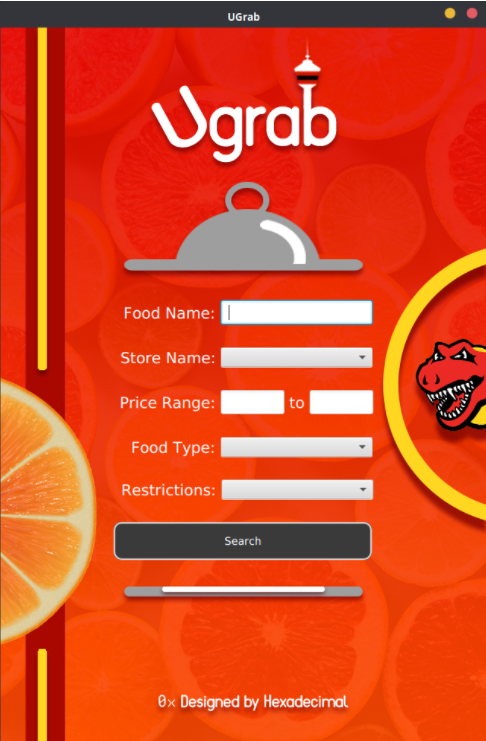 UGrab
Ugrab
Food Name:
Store Name:
Price Range: to
Food Type:
Restrictions:
Search
0x Designed by Hexadecimal